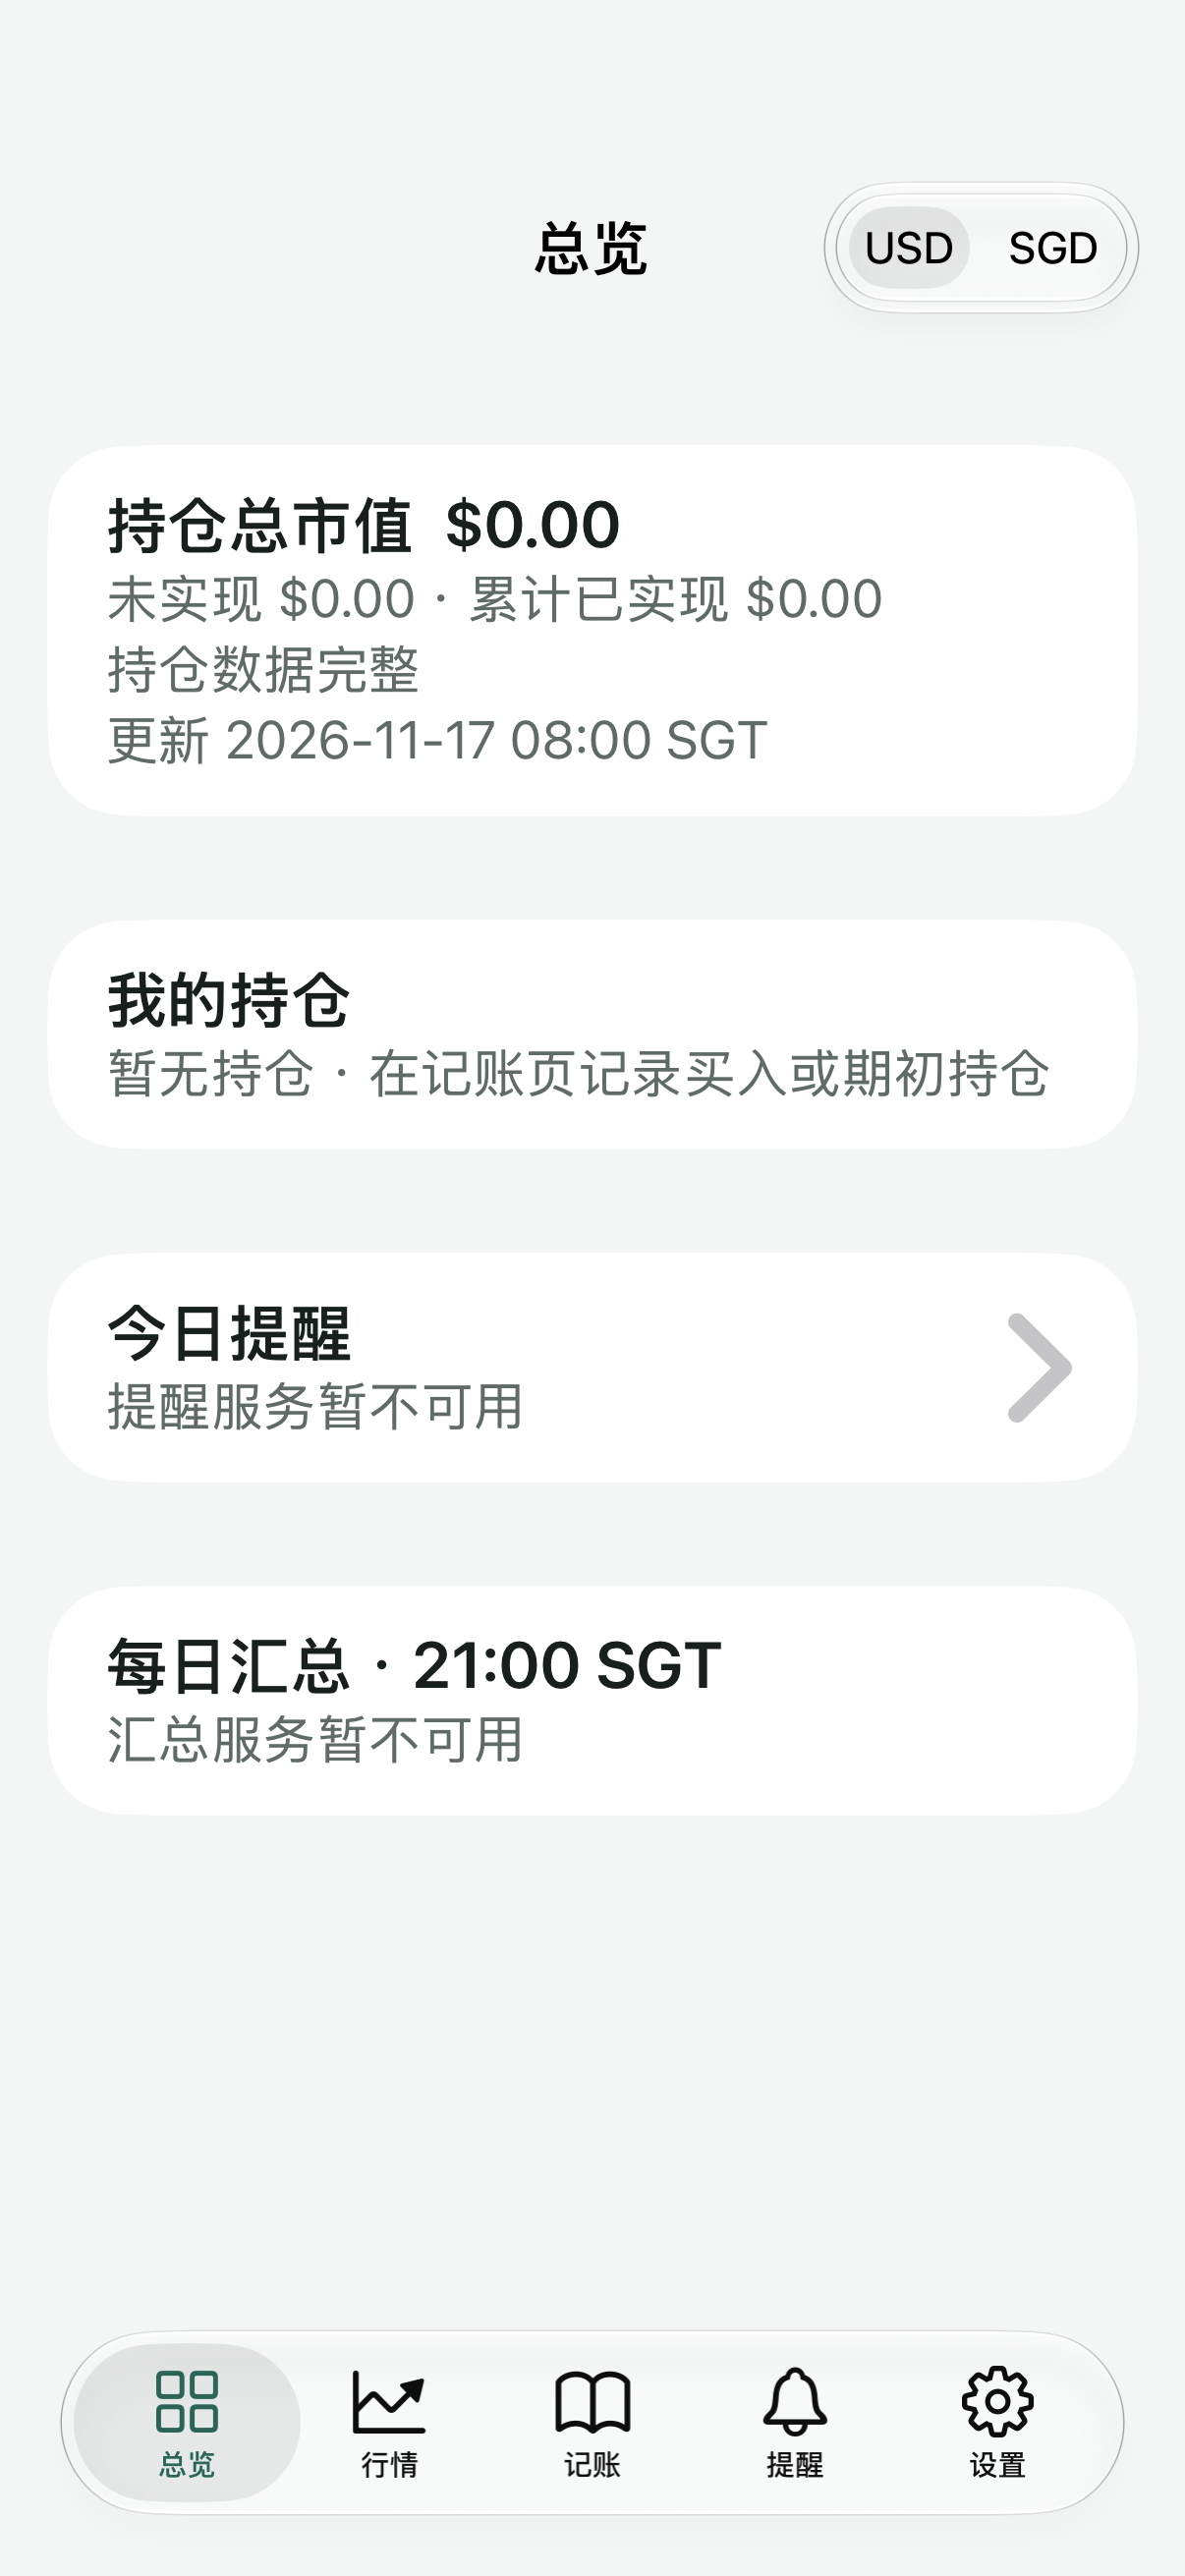 总览
USD SGD
持仓总市值 $0.00
未实现 $0.00 · 累计已实现 $0.00
持仓数据完整
更新 2026-11-17 08:00 SGT
我的持仓
暂无持仓 · 在记账页记录买入或期初持仓
今日提醒
提醒服务暂不可用
每日汇总 · 21:00 SGT
汇总服务暂不可用
总览 行情 记账 提醒 设置